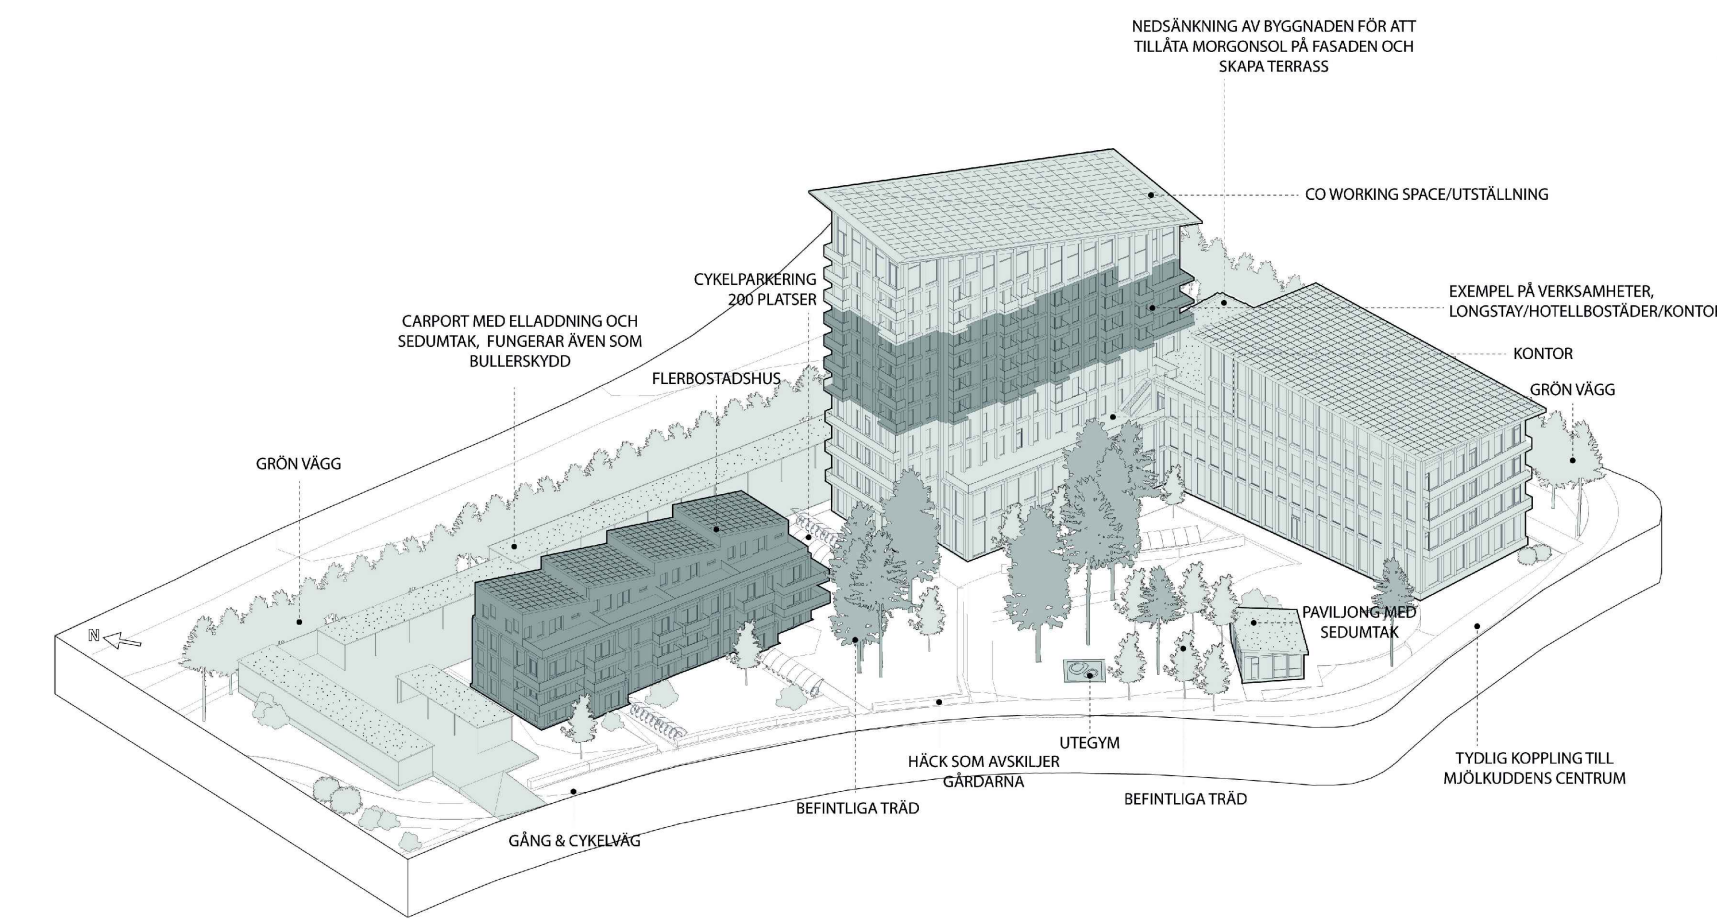 NEDSÄNKNING AV BYGGNADEN FÖR ATT
TILLÅTA MORGONSOL PÅ FASADEN OCH
SKAPA TERRASS
CO WORKING SPACE/UTSTÄLLNING
CYKELPARKERING
200 PLATSER
EXEMPEL PÅ VERKSAMHETER,
LONGSTAY/HOTELLBOSTÄDER/KONTOR
CARPORT MED ELLADDNING OCH
SEDUMTAK, FUNGERAR ÄVEN SOM
BULLERSKYDD
KONTOR
FLERBOSTADSHUS
GRÖN VÄGG
GRÖN VÄGG
N
PAVILJONG MED
SEDUMTAK
UTEGYM
HÄCK SOM AVSKILJER
GÅRDARNA
TYDLIG KOPPLING TILL
MJÖLKUDDENS CENTRUM
BEFINTLIGA TRÄD
BEFINTLIGA TRÄD
GÅNG & CYKELVÄG